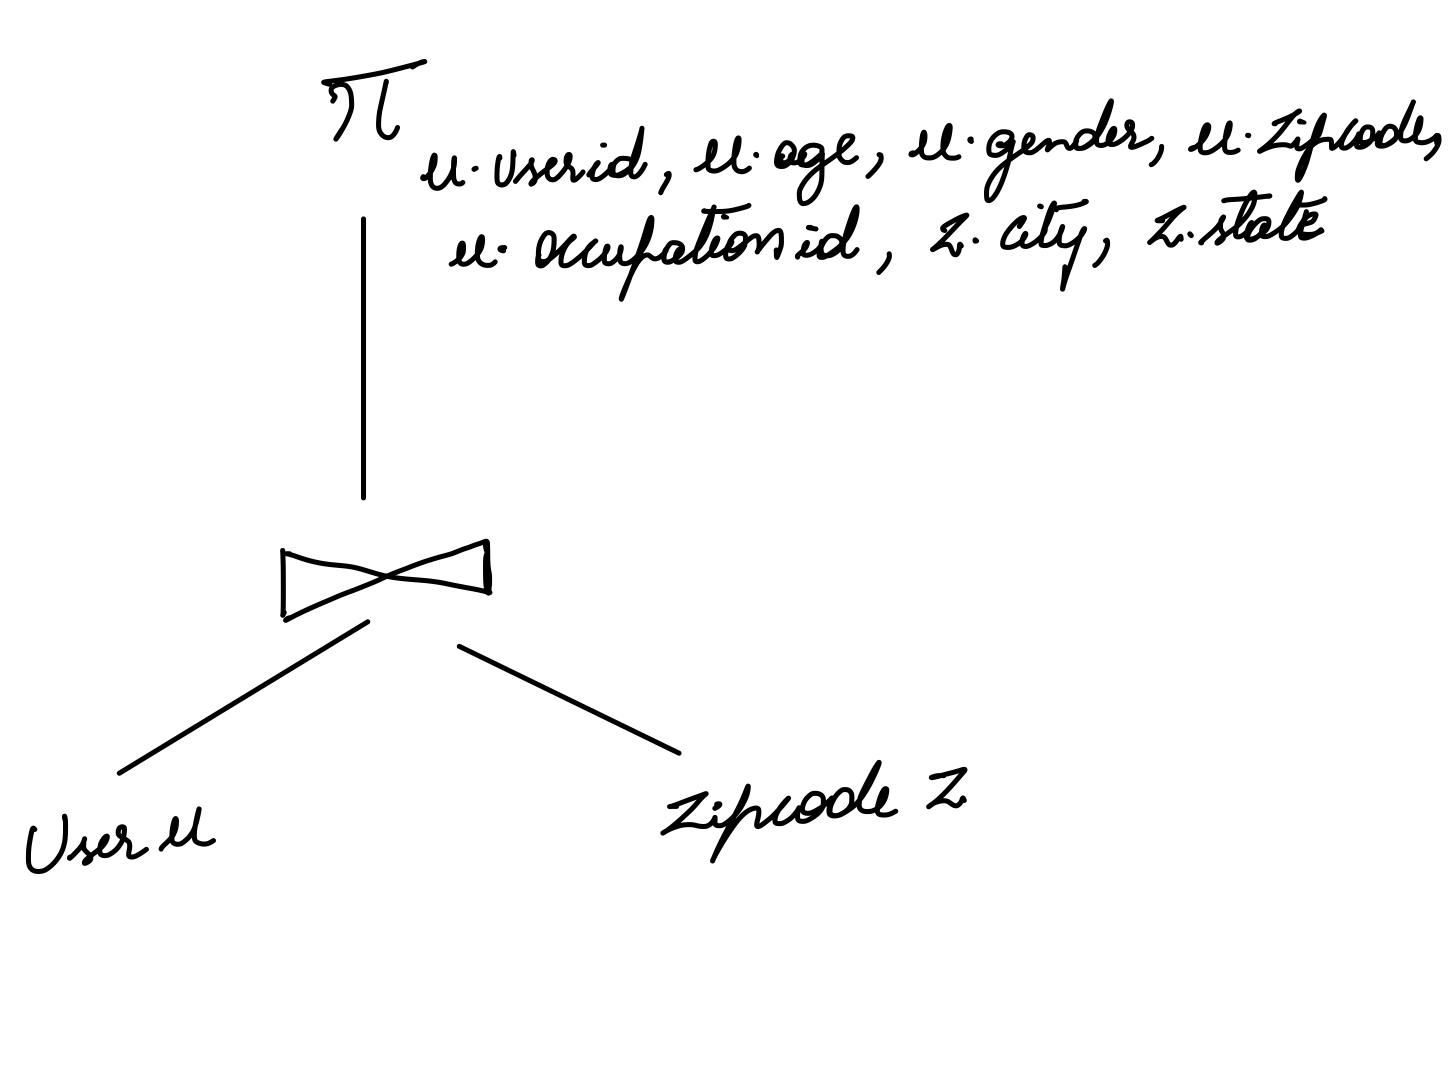 π
u.userid, u.age, u.gender, u.zipcode,
u.occupationid, z.city, z.state
⋈
User u
Zipcode z